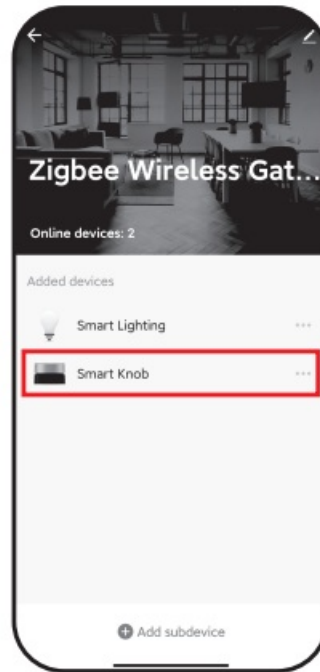 Zigbee Wireless Gat...
Online devices: 2
Added devices
Smart Lighting
Smart Knob
Add subdevice